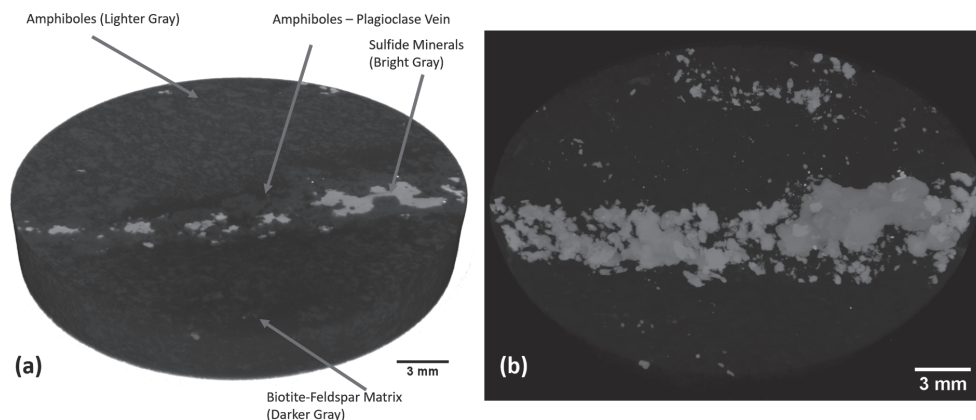 Amphiboles (Lighter Gray)
Amphiboles – Plagioclase Vein
Sulfide Minerals
(Bright Gray)
(a)
3 mm
Biotite-Feldspar Matrix
(Darker Gray)
(b)
3 mm